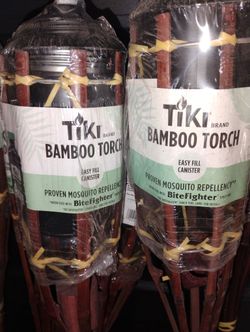 TiKi BRAND
BAMBOO TORCH
EASY FILL
CANISTER
PROVEN MOSQUITO REPELLENCY**
BiteFighter
TiKi BRAND
BAMBOO TORCH
EASY FILL
CANISTER
PROVEN MOSQUITO REPELLENCY**
BiteFighter